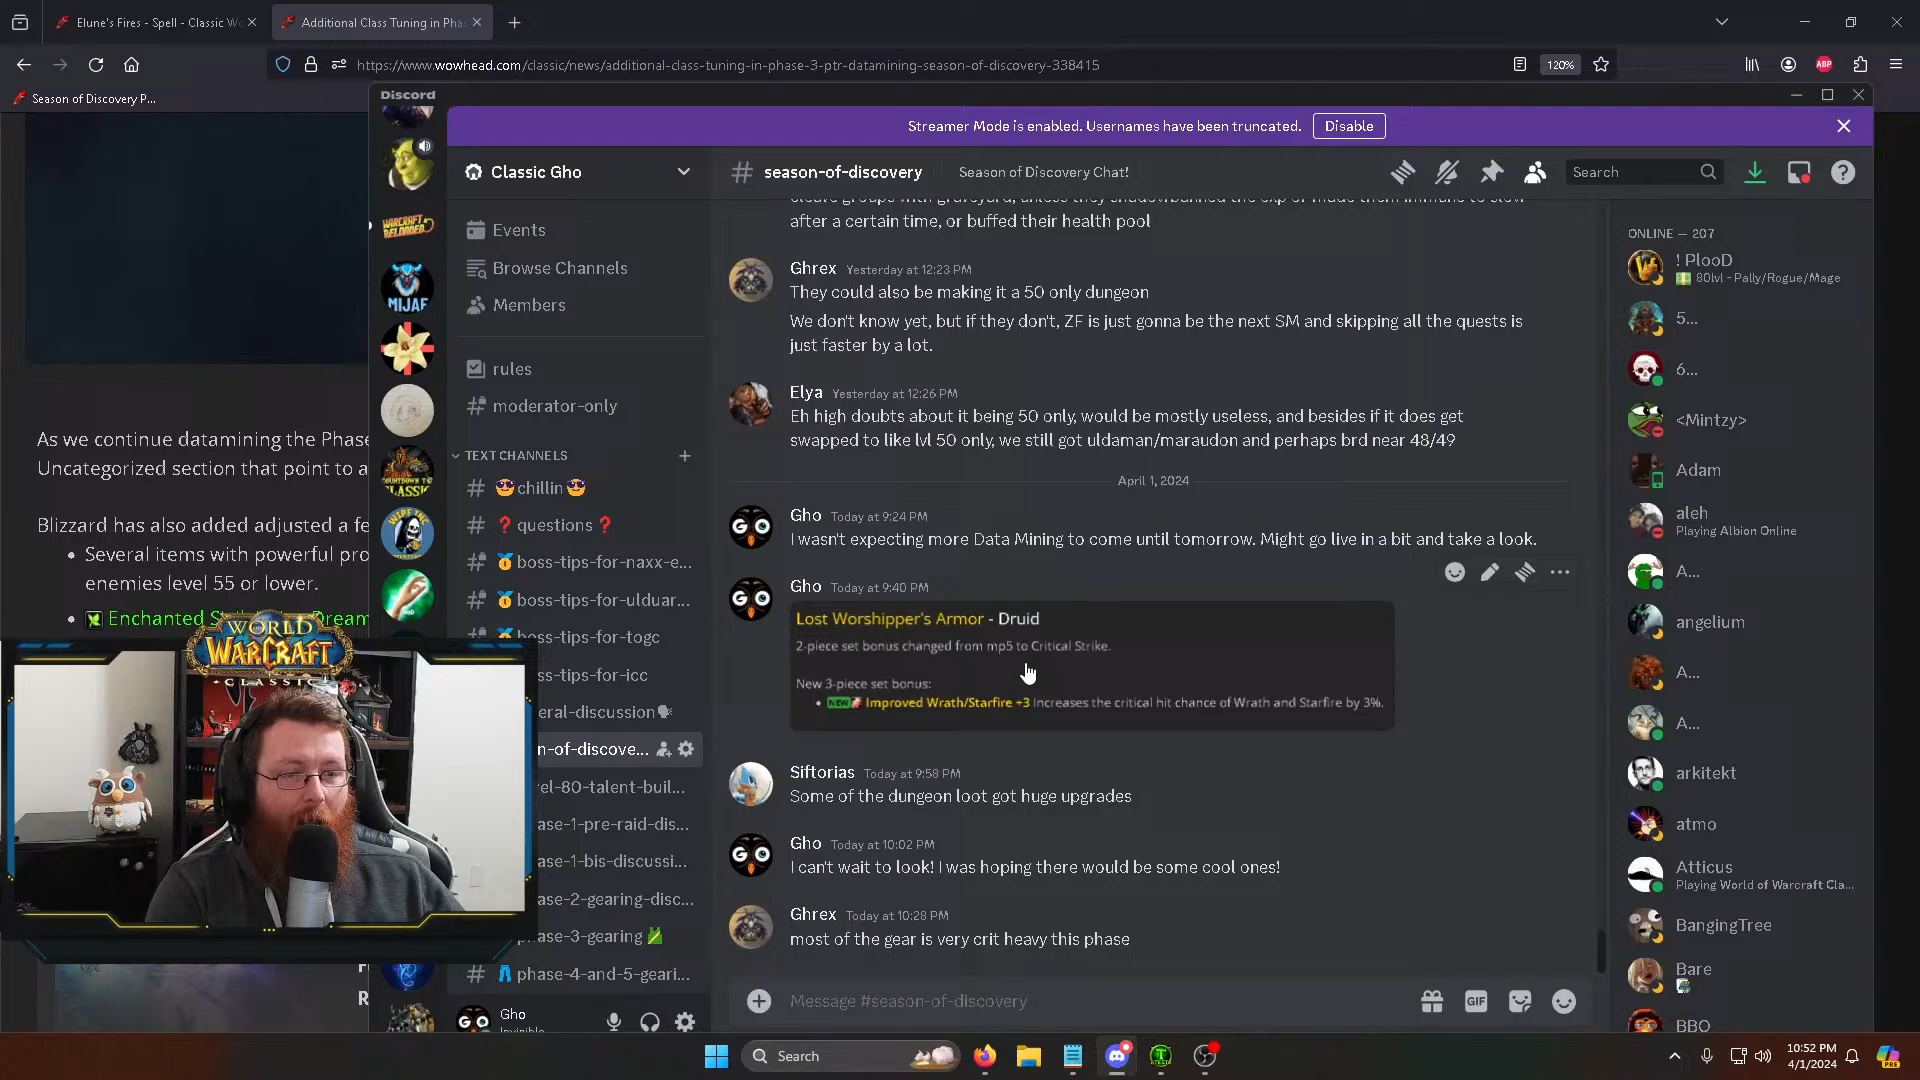 Elune's Fires - Spell - Classic Wo
Additional Class Tuning in Pha
https://www.wowhead.com/classic/news/additional-class-tuning-in-phase-3-ptr-datamining-season-of-discovery-338415
120%
ABP
Season of Discovery P...
Discord
Streamer Mode is enabled. Usernames have been truncated.
Disable
Classic Gho
season-of-discovery
Season of Discovery Chat!
Search
Events
Browse Channels
Members
rules
moderator-only
TEXT CHANNELS
😎chillin😎
❓questions❓
🥇boss-tips-for-naxx-e...
🥇boss-tips-for-ulduar...
boss-tips-for-togc
ss-tips-for-icc
eral-discussion🗣
n-of-discove...
el-80-talent-buil...
ase-1-pre-raid-dis...
ase-1-bis-discussi...
ase-2-gearing-disc...
ase-3-gearing
phase-4-and-5-geari...
Gho
Invisible
As we continue datamining the Phase
Uncategorized section that point to a
Blizzard has also added adjusted a fe
Several items with powerful pro
enemies level 55 or lower.
Enchanted S
Dream
WORLD
WARCRAFT
CLASSIC
after a certain time, or buffed their health pool
Ghrex Yesterday at 12:23 PM
They could also be making it a 50 only dungeon
We don't know yet, but if they don't, ZF is just gonna be the next SM and skipping all the quests is
just faster by a lot.
Elya Yesterday at 12:26 PM
Eh high doubts about it being 50 only, would be mostly useless, and besides if it does get
swapped to like lvl 50 only, we still got uldaman/maraudon and perhaps brd near 48/49
April 1, 2024
Gho Today at 9:24 PM
I wasn't expecting more Data Mining to come until tomorrow. Might go live in a bit and take a look.
Gho Today at 9:40 PM
Lost Worshipper's Armor - Druid
2-piece set bonus changed from mp5 to Critical Strike.
New 3-piece set bonus:
NEW Improved Wrath/Starfire +3 Increases the critical hit chance of Wrath and Starfire by 3%.
Siftorias Today at 9:58 PM
Some of the dungeon loot got huge upgrades
Gho Today at 10:02 PM
I can't wait to look! I was hoping there would be some cool ones!
Ghrex Today at 10:28 PM
most of the gear is very crit heavy this phase
Message #season-of-discovery
GIF
ONLINE — 207
! PlooD
80lvl - Pally/Rogue/Mage
5...
6...
<Mintzy>
Adam
aleh
Playing Albion Online
A...
angelium
A...
A...
arkitekt
atmo
Atticus
Playing World of Warcraft Cla...
BangingTree
Bare
BBO
MIJAF
WARCRAFT
RELOADED
COUNTDOWN TO
CLASSIC
WIPE INC
Search
10:52 PM
4/1/2024
PRE